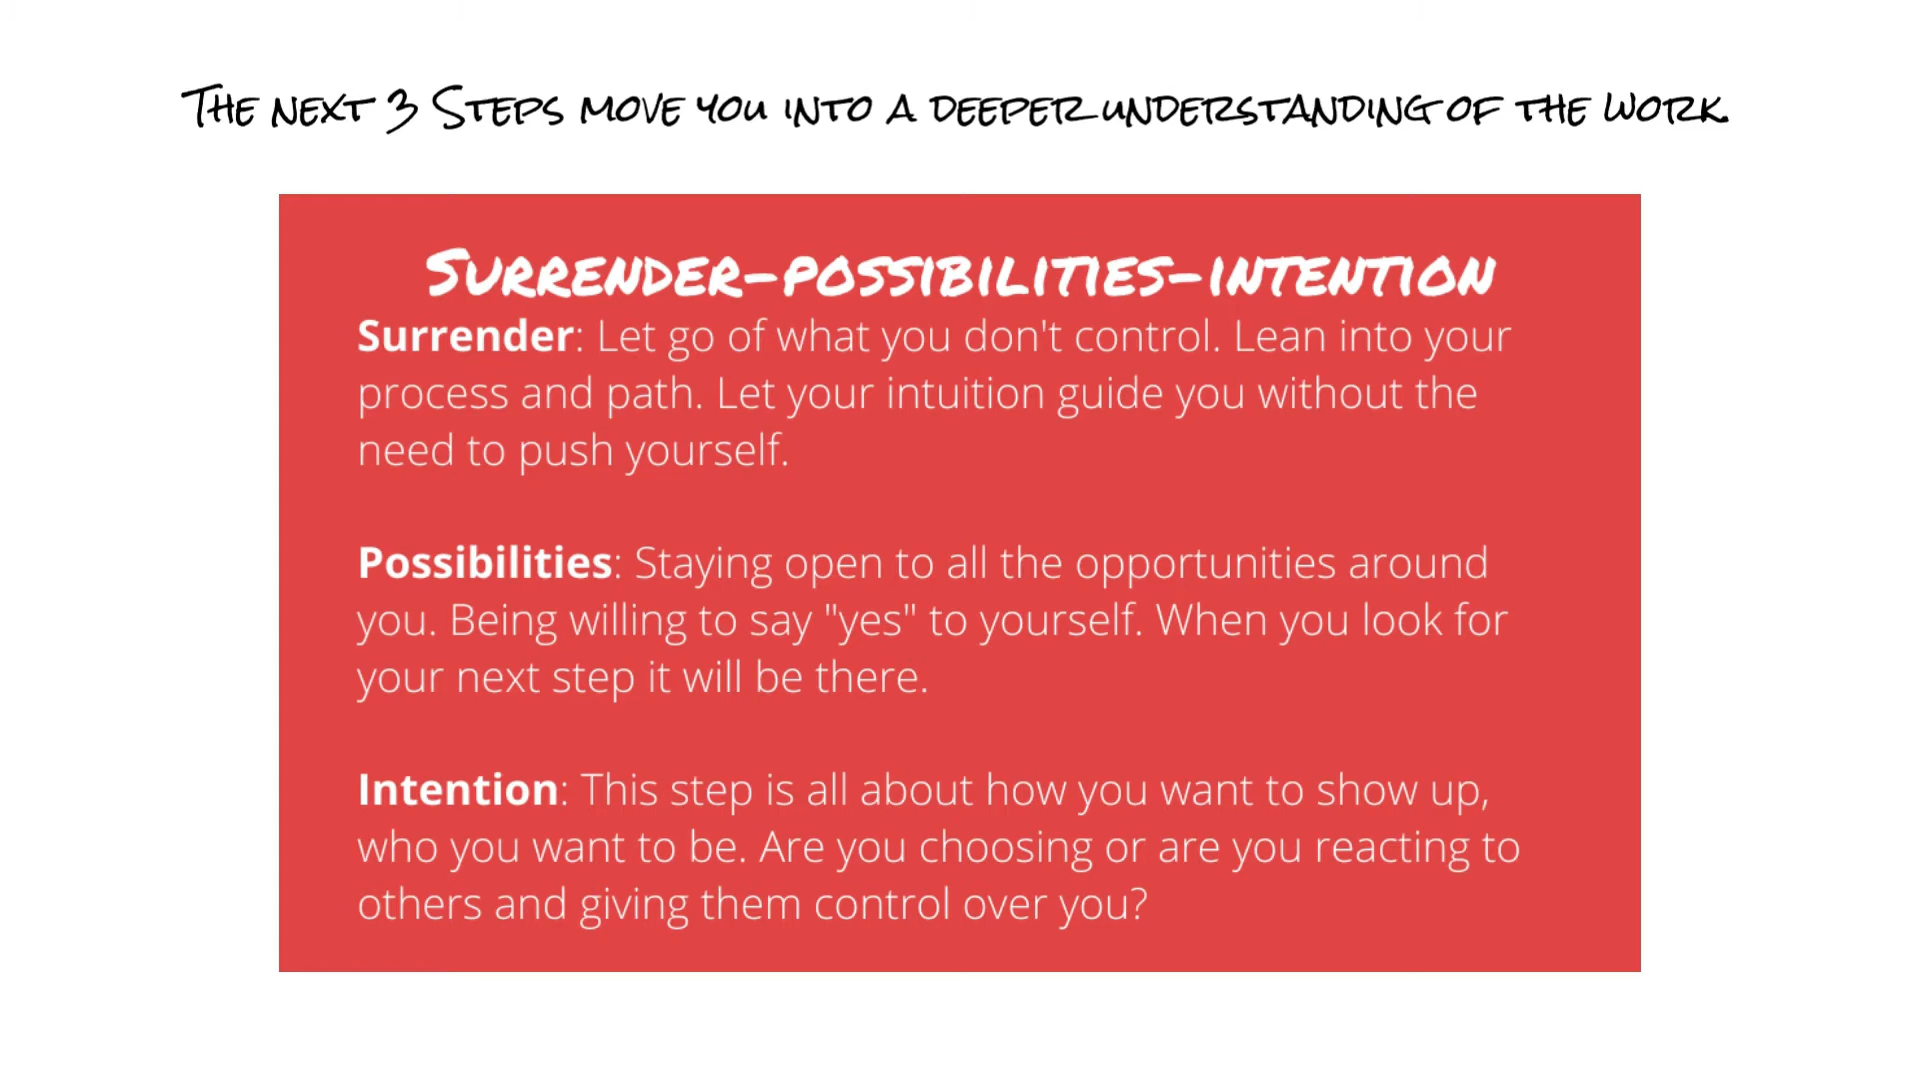 The next 3 Steps move you into a deeper understanding of the work.
Surrender-possibilities-intention
Surrender: Let go of what you don't control. Lean into your
process and path. Let your intuition guide you without the
need to push yourself.
Possibilities: Staying open to all the opportunities around
you. Being willing to say "yes" to yourself. When you look for
your next step it will be there.
Intention: This step is all about how you want to show up,
who you want to be. Are you choosing or are you reacting to
others and giving them control over you?